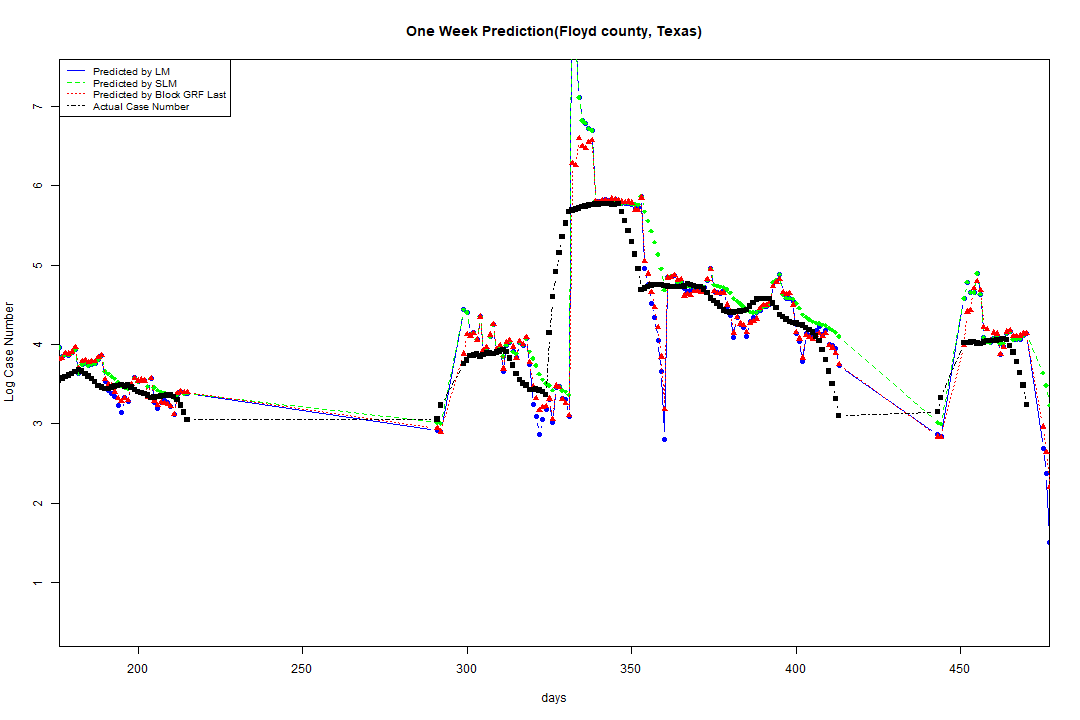 One Week Prediction(Floyd county, Texas)
Predicted by LM
Predicted by SLM
Predicted by Block GRF Last
Actual Case Number
7
6
5
4
3
2
1
Log Case Number
200 250 300 350 400 450
days